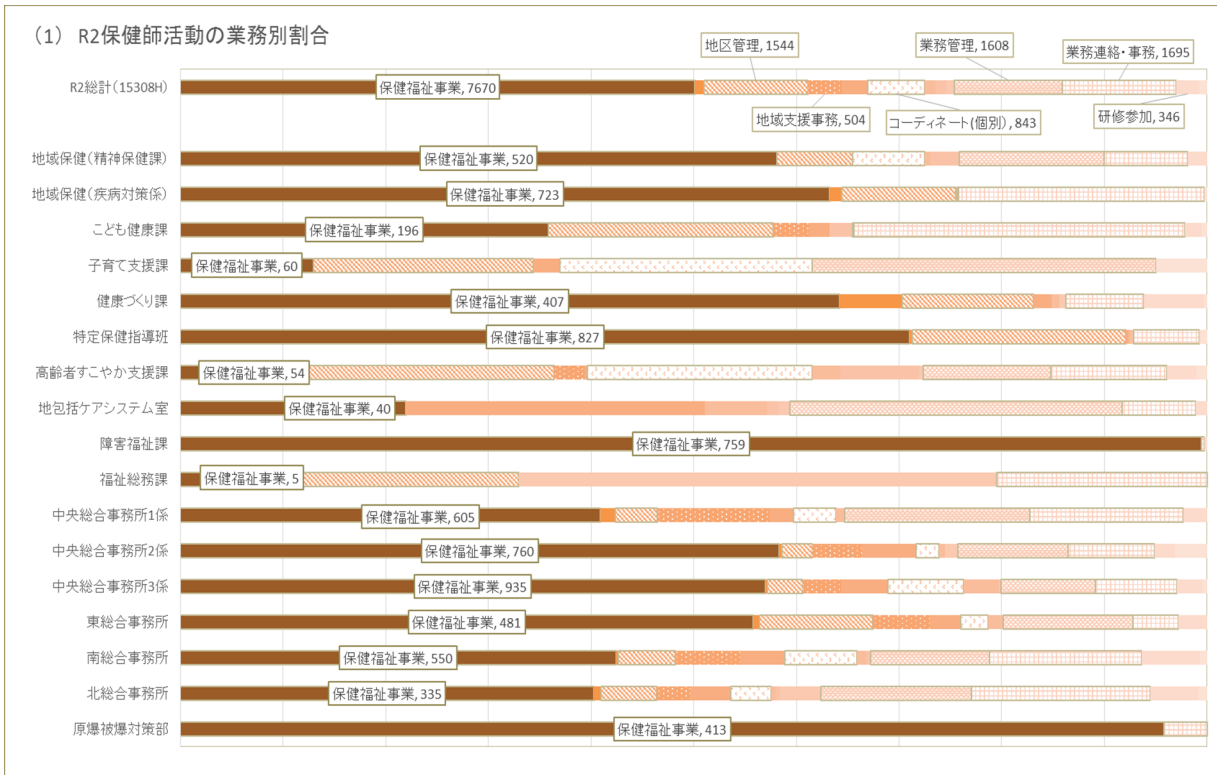 (1) R2保健師活動の業務別割合
地区管理, 1544
業務管理, 1608
業務連絡・事務, 1695
R2総計(15308H)
保健福祉事業, 7670
地域支援事務, 504
コーディネート(個別), 843
研修参加, 346
地域保健(精神保健課)
保健福祉事業, 520
地域保健(疾病対策係)
保健福祉事業, 723
こども健康課
保健福祉事業, 196
子育て支援課
保健福祉事業, 60
健康づくり課
保健福祉事業, 407
特定保健指導班
保健福祉事業, 827
高齢者すこやか支援課
保健福祉事業, 54
地包括ケアシステム室
保健福祉事業, 40
障害福祉課
保健福祉事業, 759
福祉総務課
保健福祉事業, 5
中央総合事務所1係
保健福祉事業, 605
中央総合事務所2係
保健福祉事業, 760
中央総合事務所3係
保健福祉事業, 935
東総合事務所
保健福祉事業, 481
南総合事務所
保健福祉事業, 550
北総合事務所
保健福祉事業, 335
原爆被爆対策部
保健福祉事業, 413